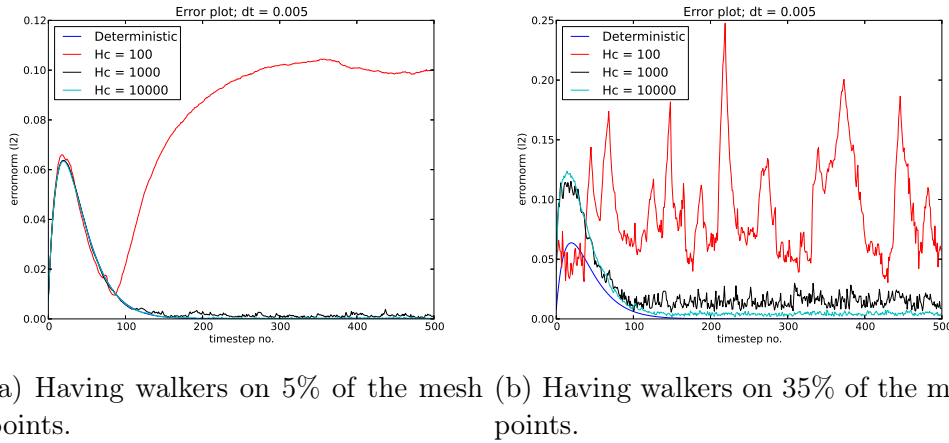 Error plot; dt = 0.005
0.12
0.10
0.08
0.06
0.04
0.02
0.00
errornorm (l2)
Deterministic
Hc = 100
Hc = 1000
Hc = 10000
0 100 200 300 400 500
timestep no.
Error plot; dt = 0.005
0.25
0.20
0.15
0.10
0.05
0.00
errornorm (l2)
Deterministic
Hc = 100
Hc = 1000
Hc = 10000
0 100 200 300 400 500
timestep no.
a) Having walkers on 5% of the mesh
points.
(b) Having walkers on 35% of the m
points.